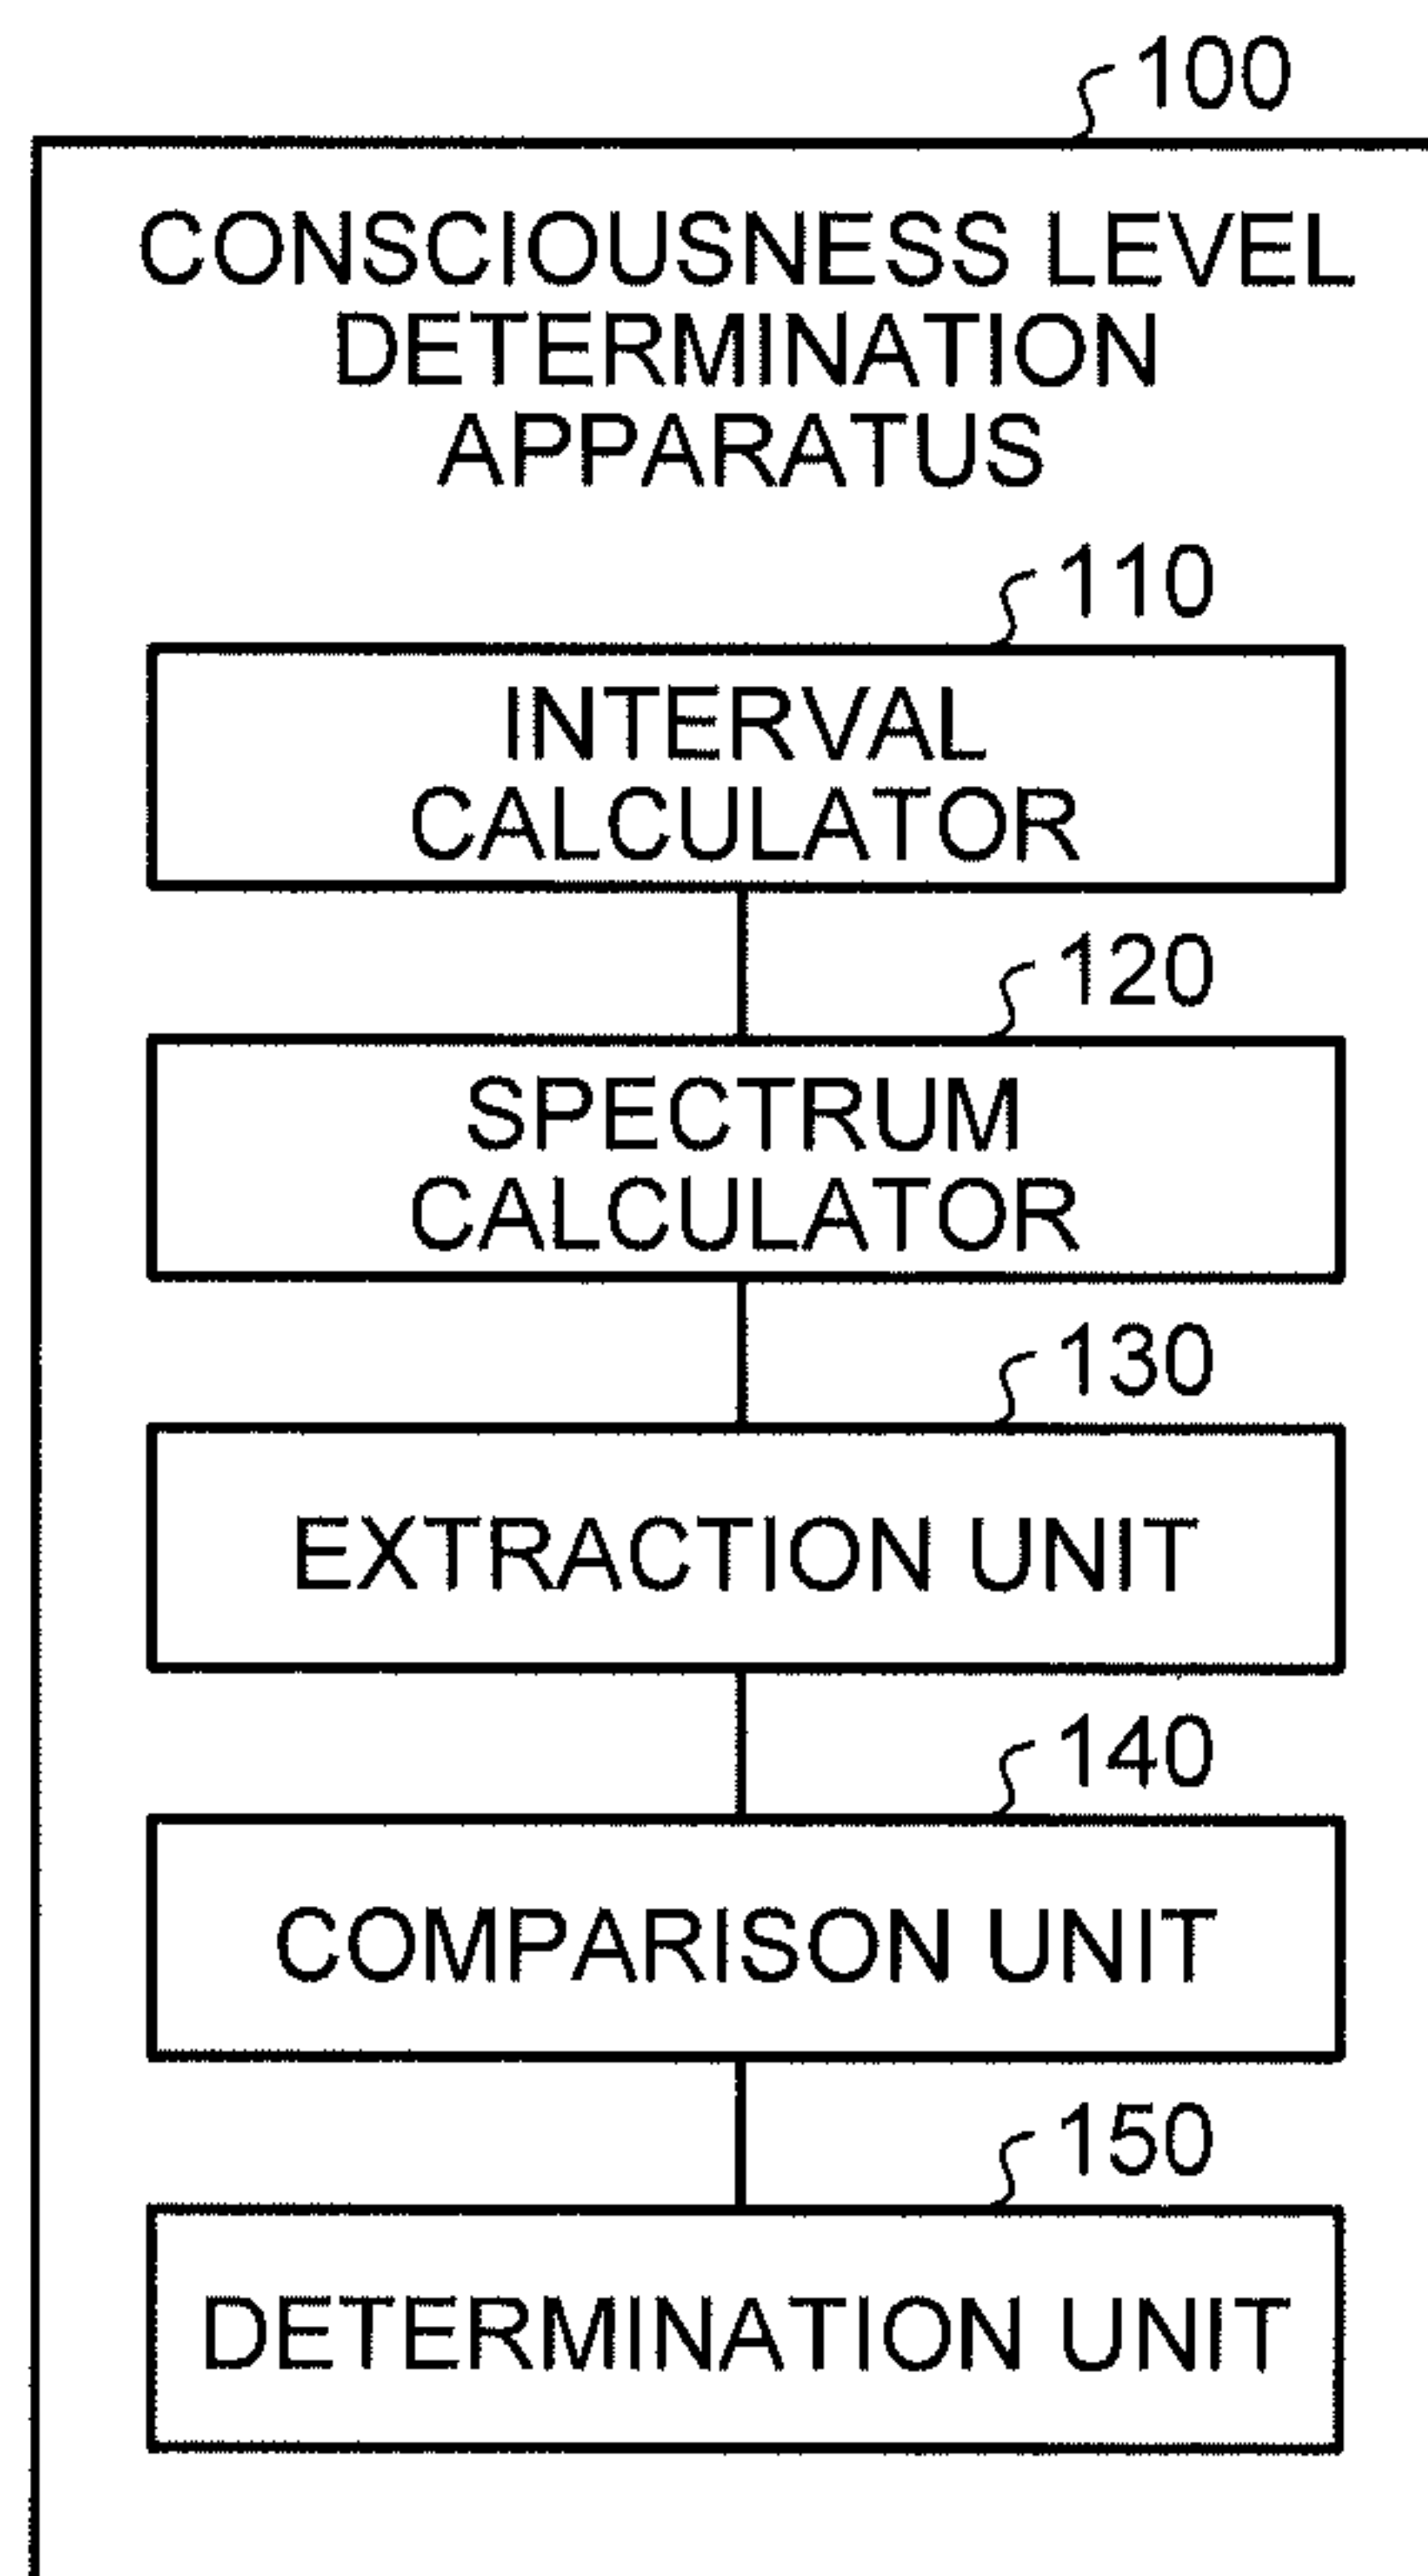 100
CONSCIOUSNESS LEVEL
DETERMINATION
APPARATUS
110
INTERVAL
CALCULATOR
120
SPECTRUM
CALCULATOR
130
EXTRACTION UNIT
140
COMPARISON UNIT
150
DETERMINATION UNIT